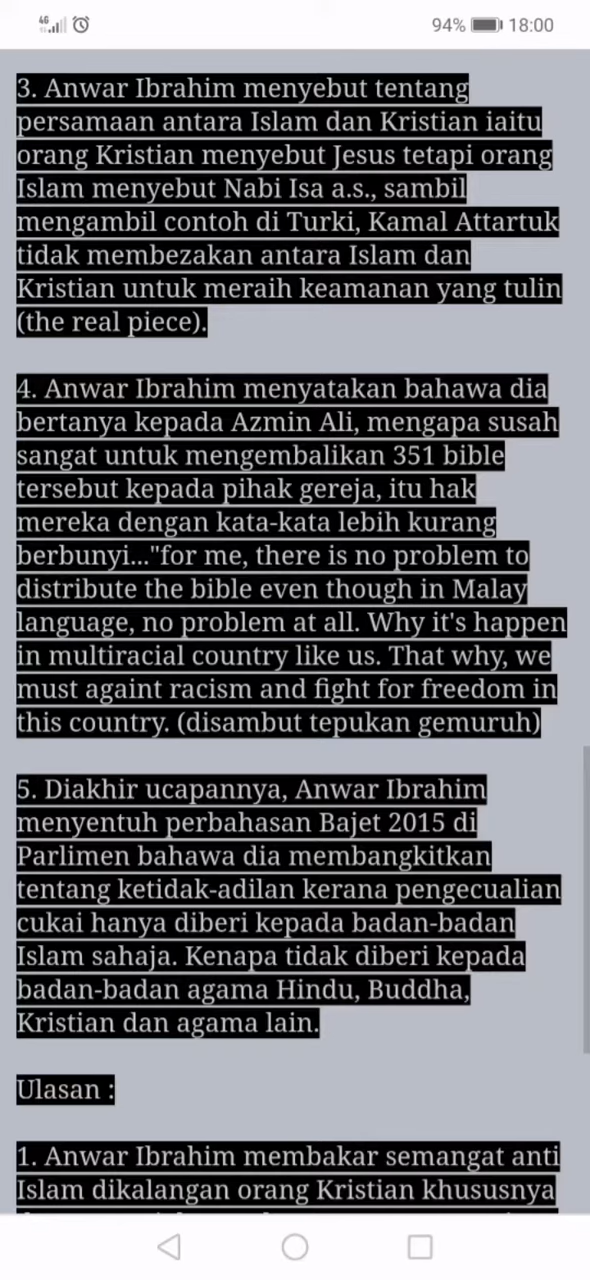 4G
94% 18:00
3. Anwar Ibrahim menyebut tentang
persamaan antara Islam dan Kristian iaitu
orang Kristian menyebut Jesus tetapi orang
Islam menyebut Nabi Isa a.s., sambil
mengambil contoh di Turki, Kamal Attartuk
tidak membezakan antara Islam dan
Kristian untuk meraih keamanan yang tulin
(the real piece).
4. Anwar Ibrahim menyatakan bahawa dia
bertanya kepada Azmin Ali, mengapa susah
sangat untuk mengembalikan 351 bible
tersebut kepada pihak gereja, itu hak
mereka dengan kata-kata lebih kurang
berbunyi..."for me, there is no problem to
distribute the bible even though in Malay
language, no problem at all. Why it's happen
in multiracial country like us. That why, we
must againt racism and fight for freedom in
this country. (disambut tepukan gemuruh)
5. Diakhir ucapannya, Anwar Ibrahim
menyentuh perbahasan Bajet 2015 di
Parlimen bahawa dia membangkitkan
tentang ketidak-adilan kerana pengecualian
cukai hanya diberi kepada badan-badan
Islam sahaja. Kenapa tidak diberi kepada
badan-badan agama Hindu, Buddha,
Kristian dan agama lain.
Ulasan :
1. Anwar Ibrahim membakar semangat anti
Islam dikalangan orang Kristian khususnya